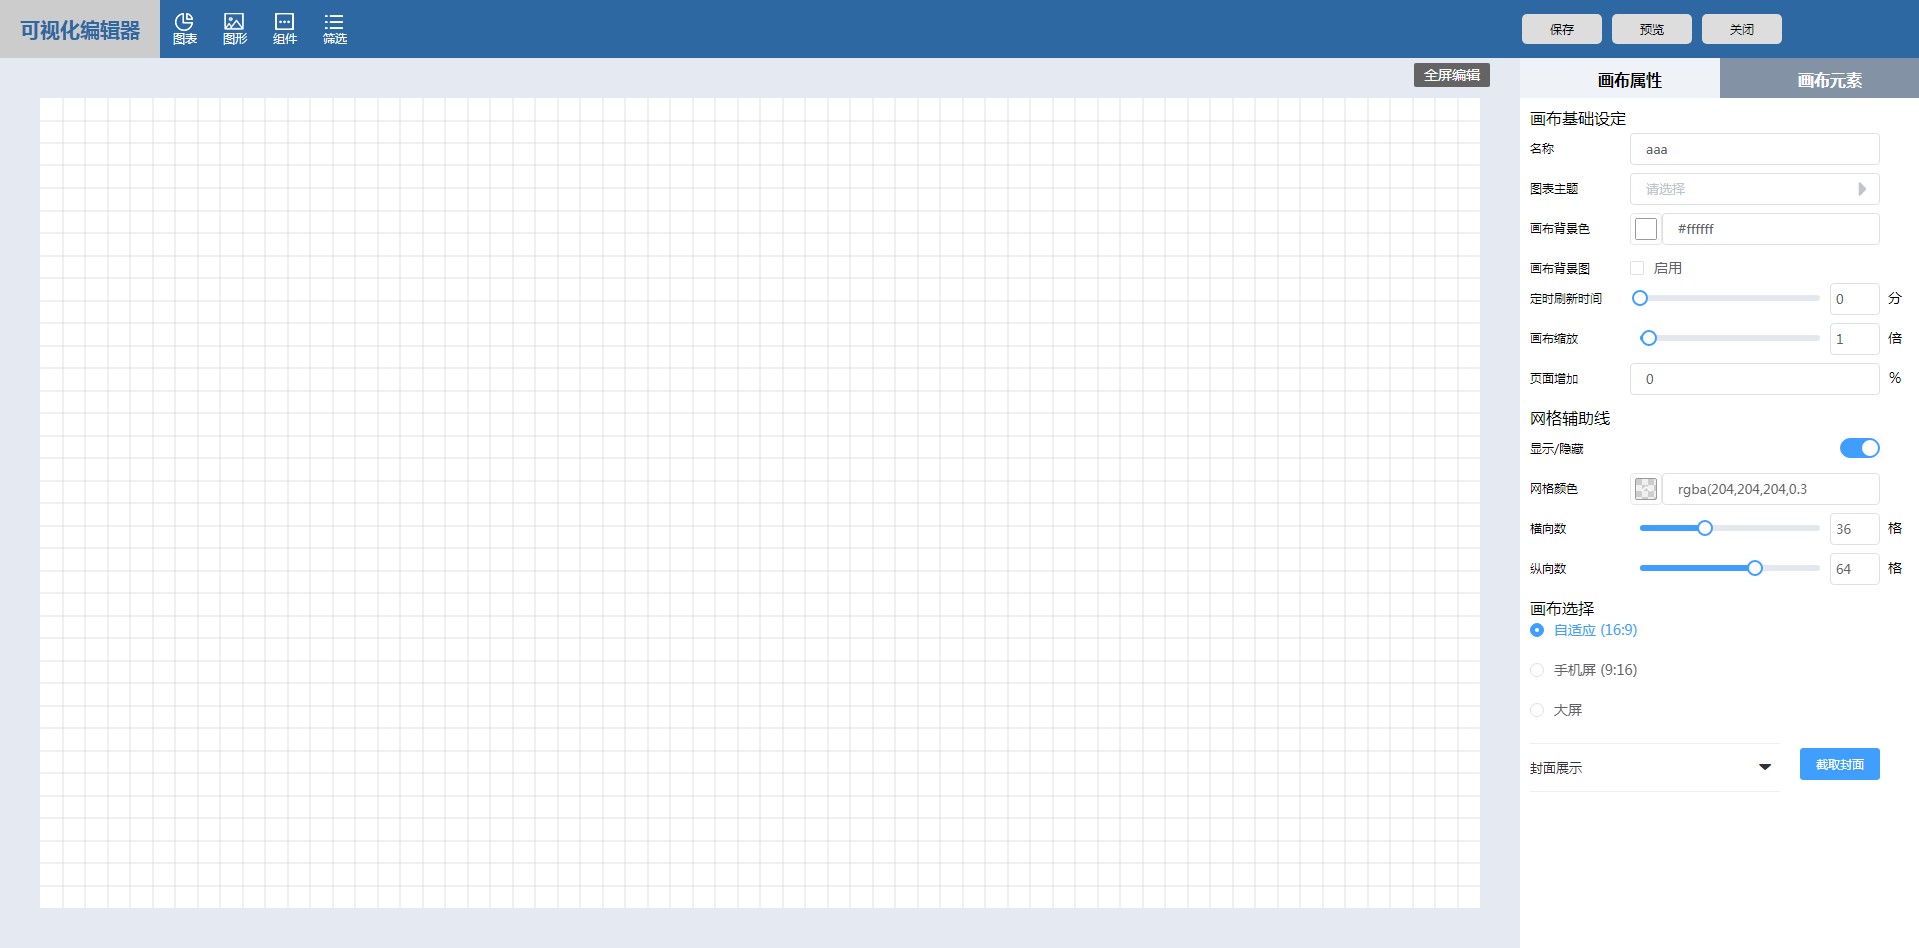 可视化编辑器
图表
图形
组件
筛选
保存
预览
关闭
全屏编辑
画布属性
画布元素
画布基础设定
名称
aaa
图表主题
请选择
画布背景色
#ffffff
画布背景图
启用
定时刷新时间
0
分
画布缩放
1
倍
页面增加
0
%
网格辅助线
显示/隐藏
网格颜色
rgba(204,204,204,0.3
横向数
36
格
纵向数
64
格
画布选择
自适应 (16:9)
手机屏 (9:16)
大屏
封面展示
截取封面